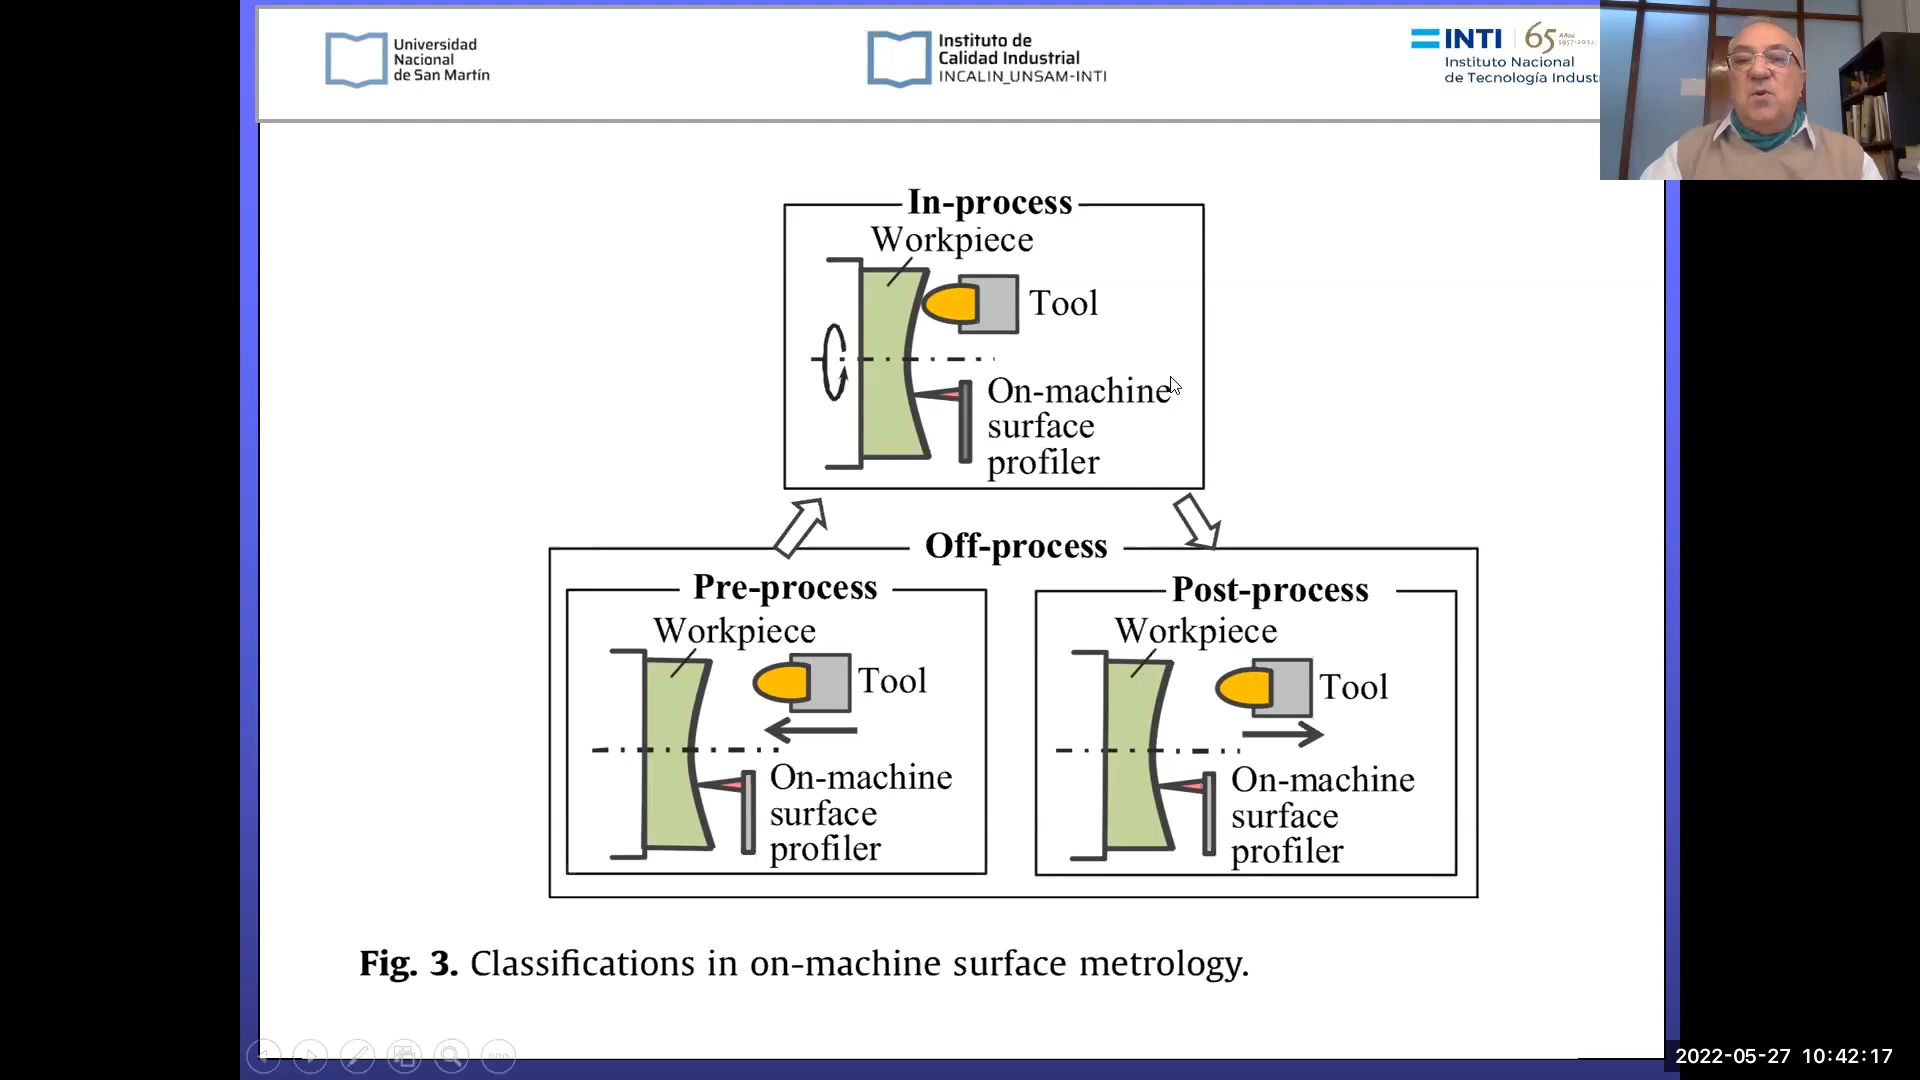 Universidad
Nacional
de San Martín
Instituto de
Calidad Industrial
INCALIN_UNSAM-INTI
INTI
65 Años
1957-2022
Instituto Nacional
de Tecnología Indust
In-process
Workpiece
Tool
On-machine
surface
profiler
Off-process
Pre-process
Workpiece
Tool
On-machine
surface
profiler
Post-process
Workpiece
Tool
On-machine
surface
profiler
Fig. 3. Classifications in on-machine surface metrology.
2022-05-27 10:42:17